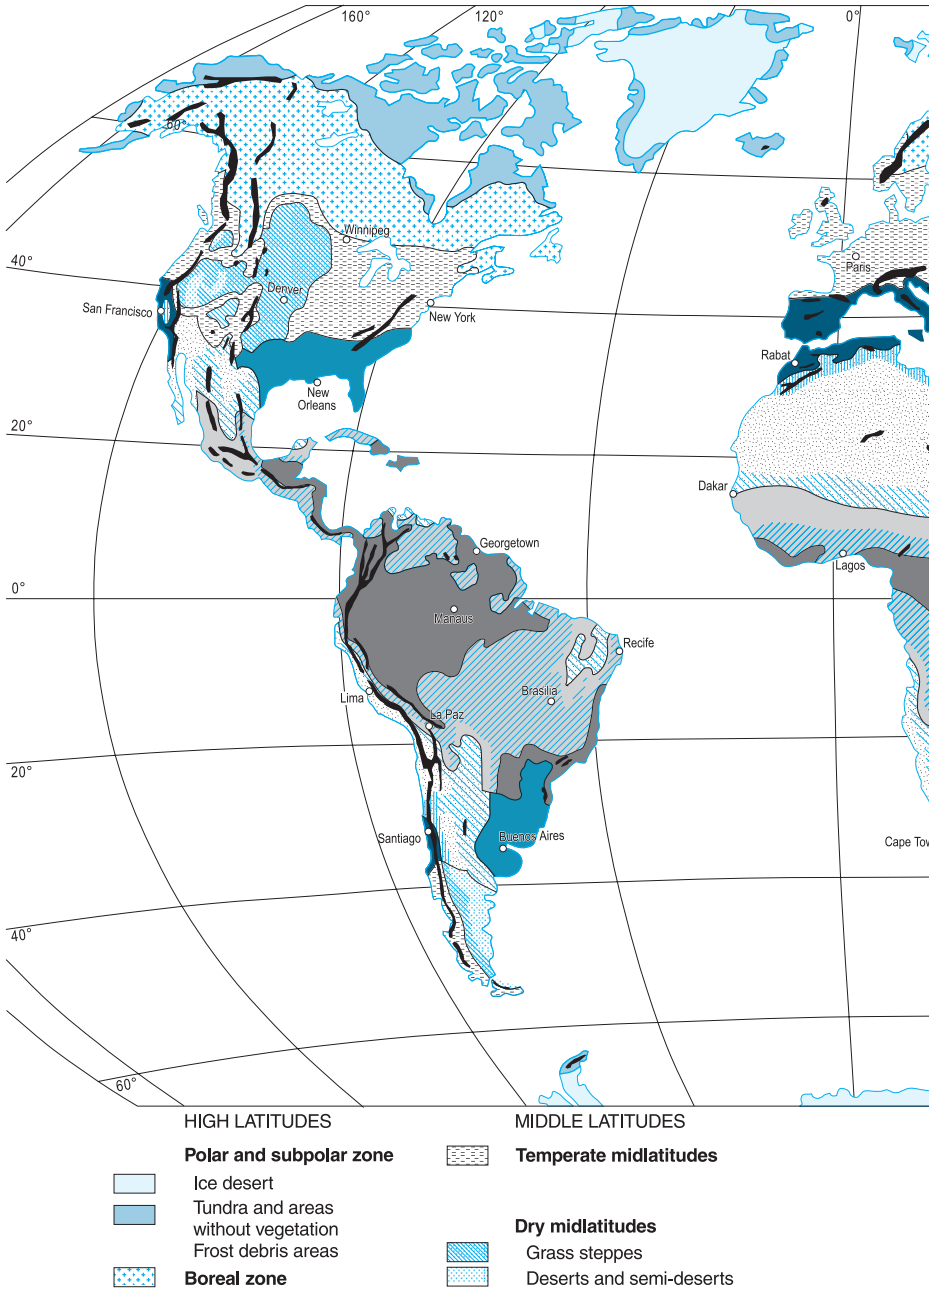 160°
120°
0°
60°
Winnipeg
40°
Paris
Denver
San Francisco
New York
Rabat
New
Orleans
20°
Dakar
Georgetown
Lagos
0°
Manaus
Recife
Lima
Brasilia
La Paz
20°
Santiago
Buenos Aires
Cape Tow
40°
60°
HIGH LATITUDES
Polar and subpolar zone
Ice desert
Tundra and areas
without vegetation
Frost debris areas
Boreal zone
MIDDLE LATITUDES
Temperate midlatitudes
Dry midlatitudes
Grass steppes
Deserts and semi-deserts